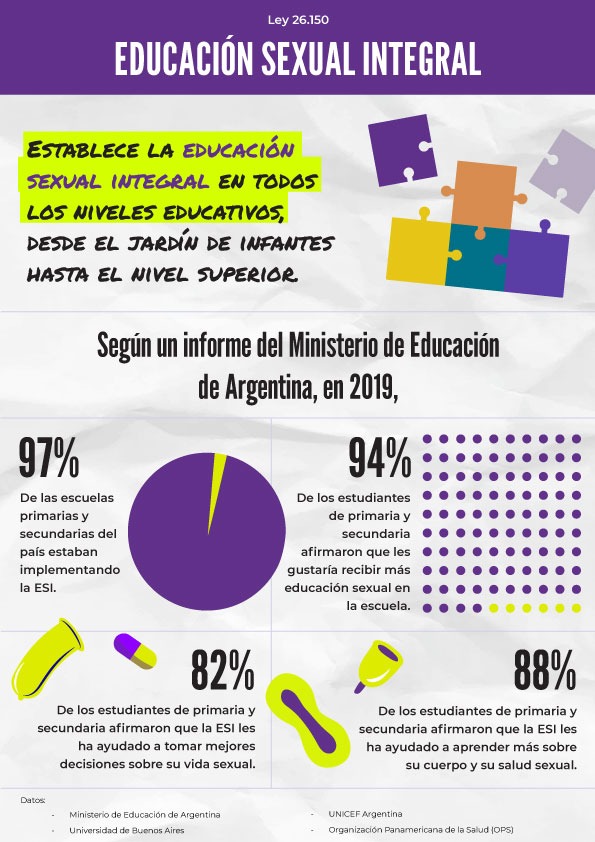 Ley 26.150
EDUCACIÓN SEXUAL INTEGRAL
ESTABLECE LA EDUCACIÓN
SEXUAL INTEGRAL EN TODOS
LOS NIVELES EDUCATIVOS,
DESDE EL JARDÍN DE INFANTES
HASTA EL NIVEL SUPERIOR.
Según un informe del Ministerio de Educación
de Argentina, en 2019,
97%
De las escuelas
primarias y
secundarias del
país estaban
implementando
la ESI.
94%
De los estudiantes
de primaria y
secundaria
afirmaron que les
gustaría recibir más
educación sexual en
la escuela.
82%
De los estudiantes de primaria y
secundaria afirmaron que la ESI les
ha ayudado a tomar mejores
decisiones sobre su vida sexual.
88%
De los estudiantes de primaria y
secundaria afirmaron que la ESI les
ha ayudado a aprender más sobre
su cuerpo y su salud sexual.
Datos:
- Ministerio de Educación de Argentina
- Universidad de Buenos Aires
- UNICEF Argentina
- Organización Panamericana de la Salud (OPS)